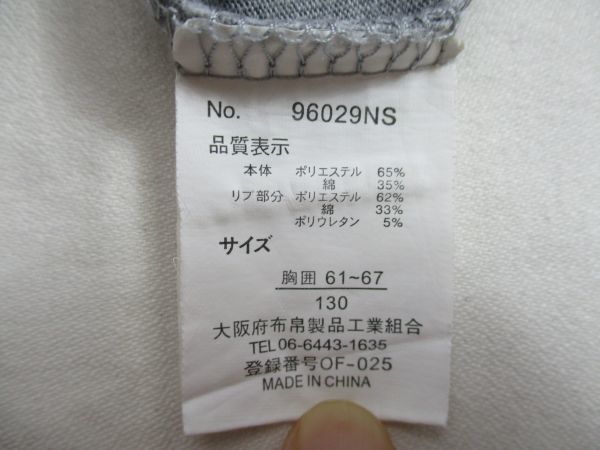 No. 96029NS
品質表示
本体 ポリエステル 65%
綿 35%
リブ部分 ポリエステル 62%
綿 33%
ポリウレタン 5%
サイズ
胸囲 61~67
130
大阪府布帛製品工業組合
TEL06-6443-1635
登録番号OF-025
MADE IN CHINA